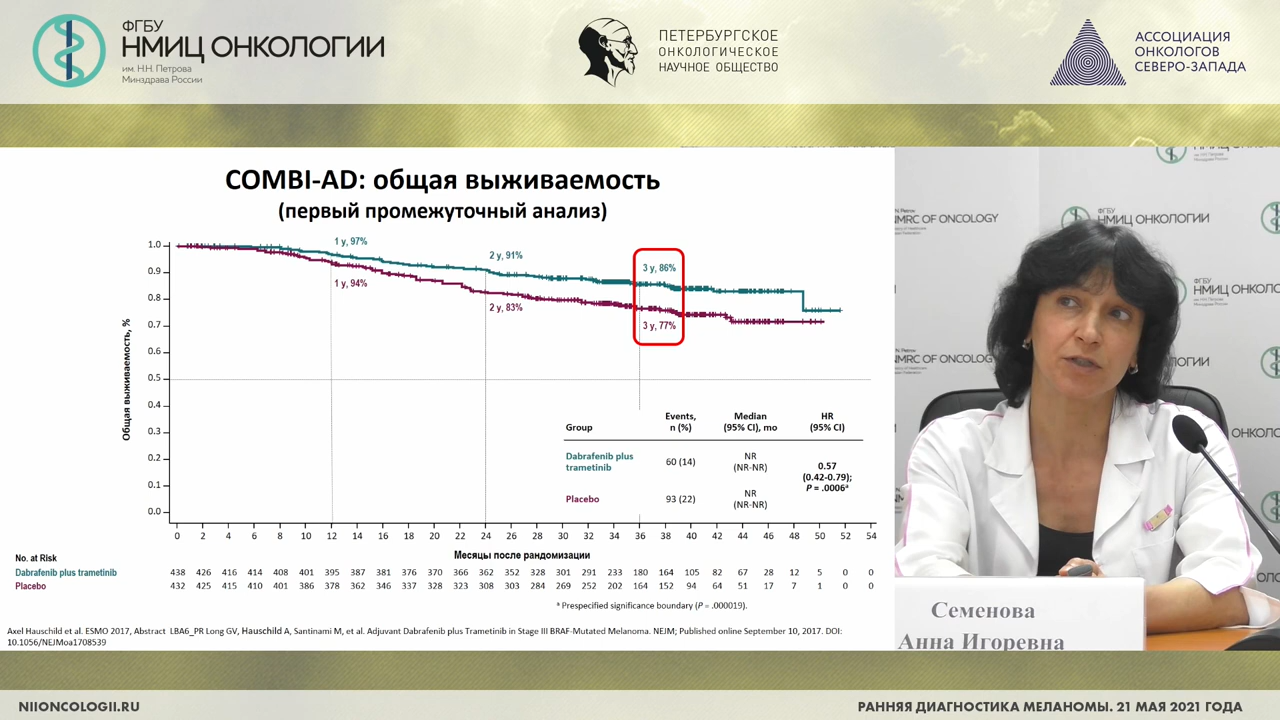 ФГБУ
НМИЦ ОНКОЛОГИИ
им. Н.Н. Петрова
Минздрава России
ПЕТЕРБУРГСКОЕ
ОНКОЛОГИЧЕСКОЕ
НАУЧНОЕ ОБЩЕСТВО
АССОЦИАЦИЯ
ОНКОЛОГОВ
СЕВЕРО-ЗАПАДА
COMBI-AD: общая выживаемость
(первый промежуточный анализ)
Общая выживаемость, %
1.0
0.9
0.8
0.7
0.6
0.5
0.4
0.3
0.2
0.1
0.0
1 y, 97%
1 y, 94%
2 y, 91%
2 y, 83%
3 y, 86%
3 y, 77%
Group Events, n (%) Median (95% CI), mo HR (95% CI)
Dabrafenib plus trametinib 60 (14) NR (NR-NR) 0.57 (0.42-0.79); P = .0006ᵃ
Placebo 93 (22) NR (NR-NR)
0 2 4 6 8 10 12 14 16 18 20 22 24 26 28 30 32 34 36 38 40 42 44 46 48 50 52 54
Месяцы после рандомизации
No. at Risk
Dabrafenib plus trametinib 438 426 416 414 408 401 395 387 381 376 370 366 362 352 328 301 291 233 180 164 105 82 67 28 12 5 0 0
Placebo 432 425 415 410 401 386 378 362 346 337 328 323 308 303 284 269 252 202 164 152 94 64 51 17 7 1 0 0
ᵃ Prespecified significance boundary (P = .000019).
Axel Hauschild et al. ESMO 2017, Abstract LBA6_PR Long GV, Hauschild A, Santinami M, et al. Adjuvant Dabrafenib plus Trametinib in Stage III BRAF-Mutated Melanoma. NEJM; Published online September 10, 2017. DOI:
10.1056/NEJMoa1708539
NMRC OF ONCOLOGY
ФГБУ
НМИЦ ОНКОЛОГИИ
Семенова
Анна Игоревна
NIIONCOLOGII.RU
РАННЯЯ ДИАГНОСТИКА МЕЛАНОМЫ. 21 МАЯ 2021 ГОДА